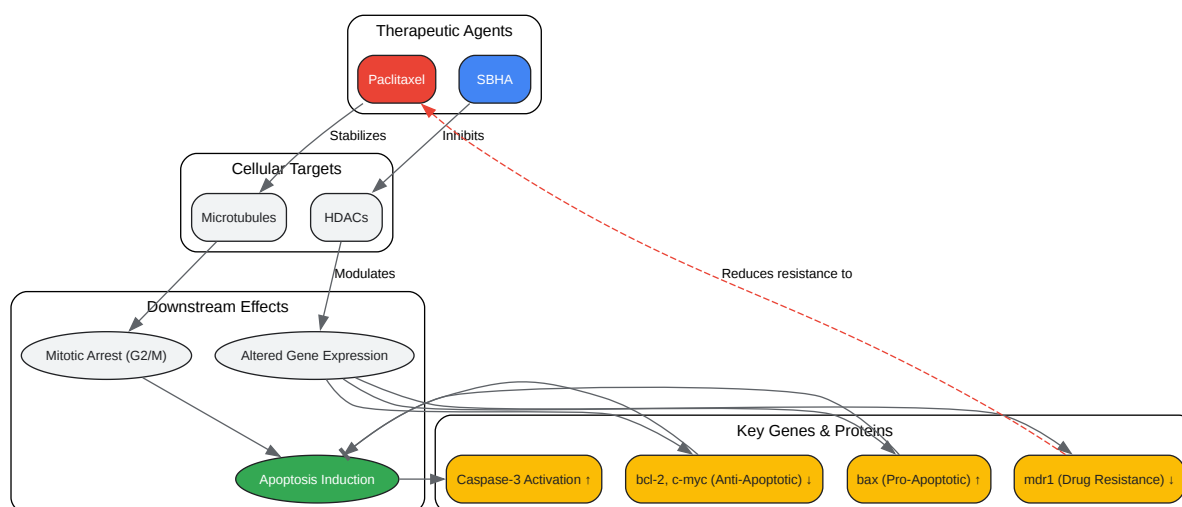 Therapeutic Agents
Paclitaxel
SBHA
Stabilizes
Inhibits
Cellular Targets
Microtubules
HDACs
Modulates
Reduces resistance to
Downstream Effects
Mitotic Arrest (G2/M)
Altered Gene Expression
Key Genes & Proteins
Apoptosis Induction
Caspase-3 Activation ↑
bcl-2, c-myc (Anti-Apoptotic) ↓
bax (Pro-Apoptotic) ↑
mdr1 (Drug Resistance) ↓